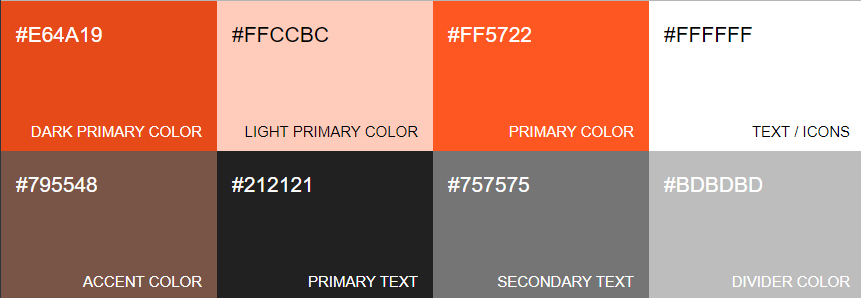 #E64A19
#FFCCBC
#FF5722
#FFFFFF
DARK PRIMARY COLOR
LIGHT PRIMARY COLOR
PRIMARY COLOR
TEXT / ICONS
#795548
#212121
#757575
#BDBDBD
ACCENT COLOR
PRIMARY TEXT
SECONDARY TEXT
DIVIDER COLOR